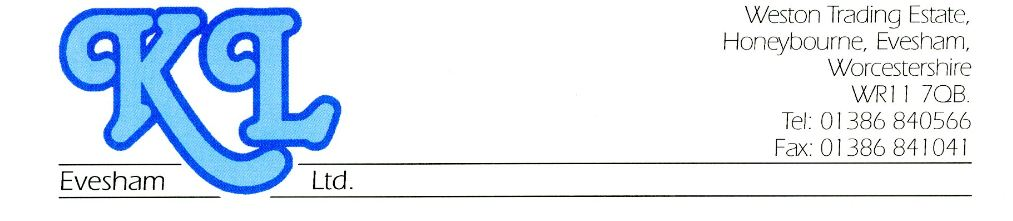 KL
Evesham Ltd.
Weston Trading Estate,
Honeybourne, Evesham,
Worcestershire
WR11 7QB.
Tel: 01386 840566
Fax: 01386 841041